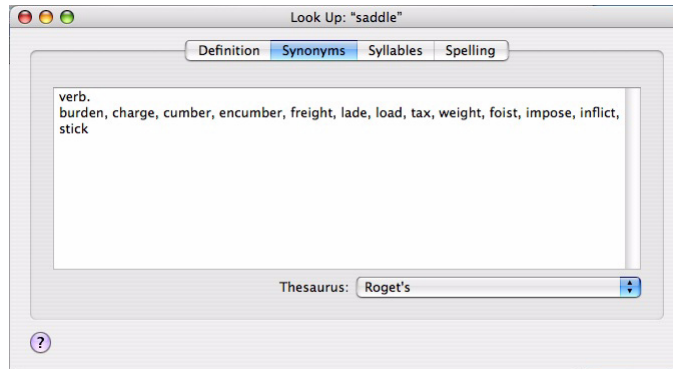 Look Up: "saddle"
Definition Synonyms Syllables Spelling
verb.
burden, charge, cumber, encumber, freight, lade, load, tax, weight, foist, impose, inflict,
stick
Thesaurus: Roget's
?